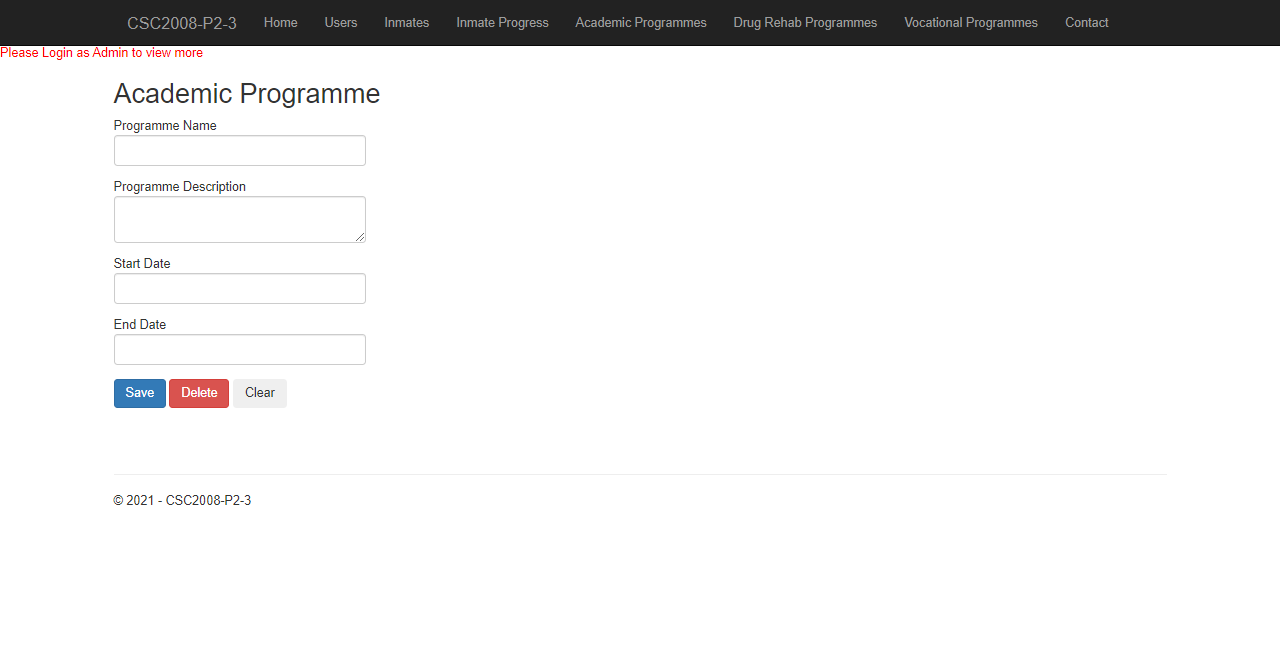 CSC2008-P2-3 Home Users Inmates Inmate Progress Academic Programmes Drug Rehab Programmes Vocational Programmes Contact
Please Login as Admin to view more
Academic Programme
Programme Name
Programme Description
Start Date
End Date
Save Delete Clear
© 2021 - CSC2008-P2-3